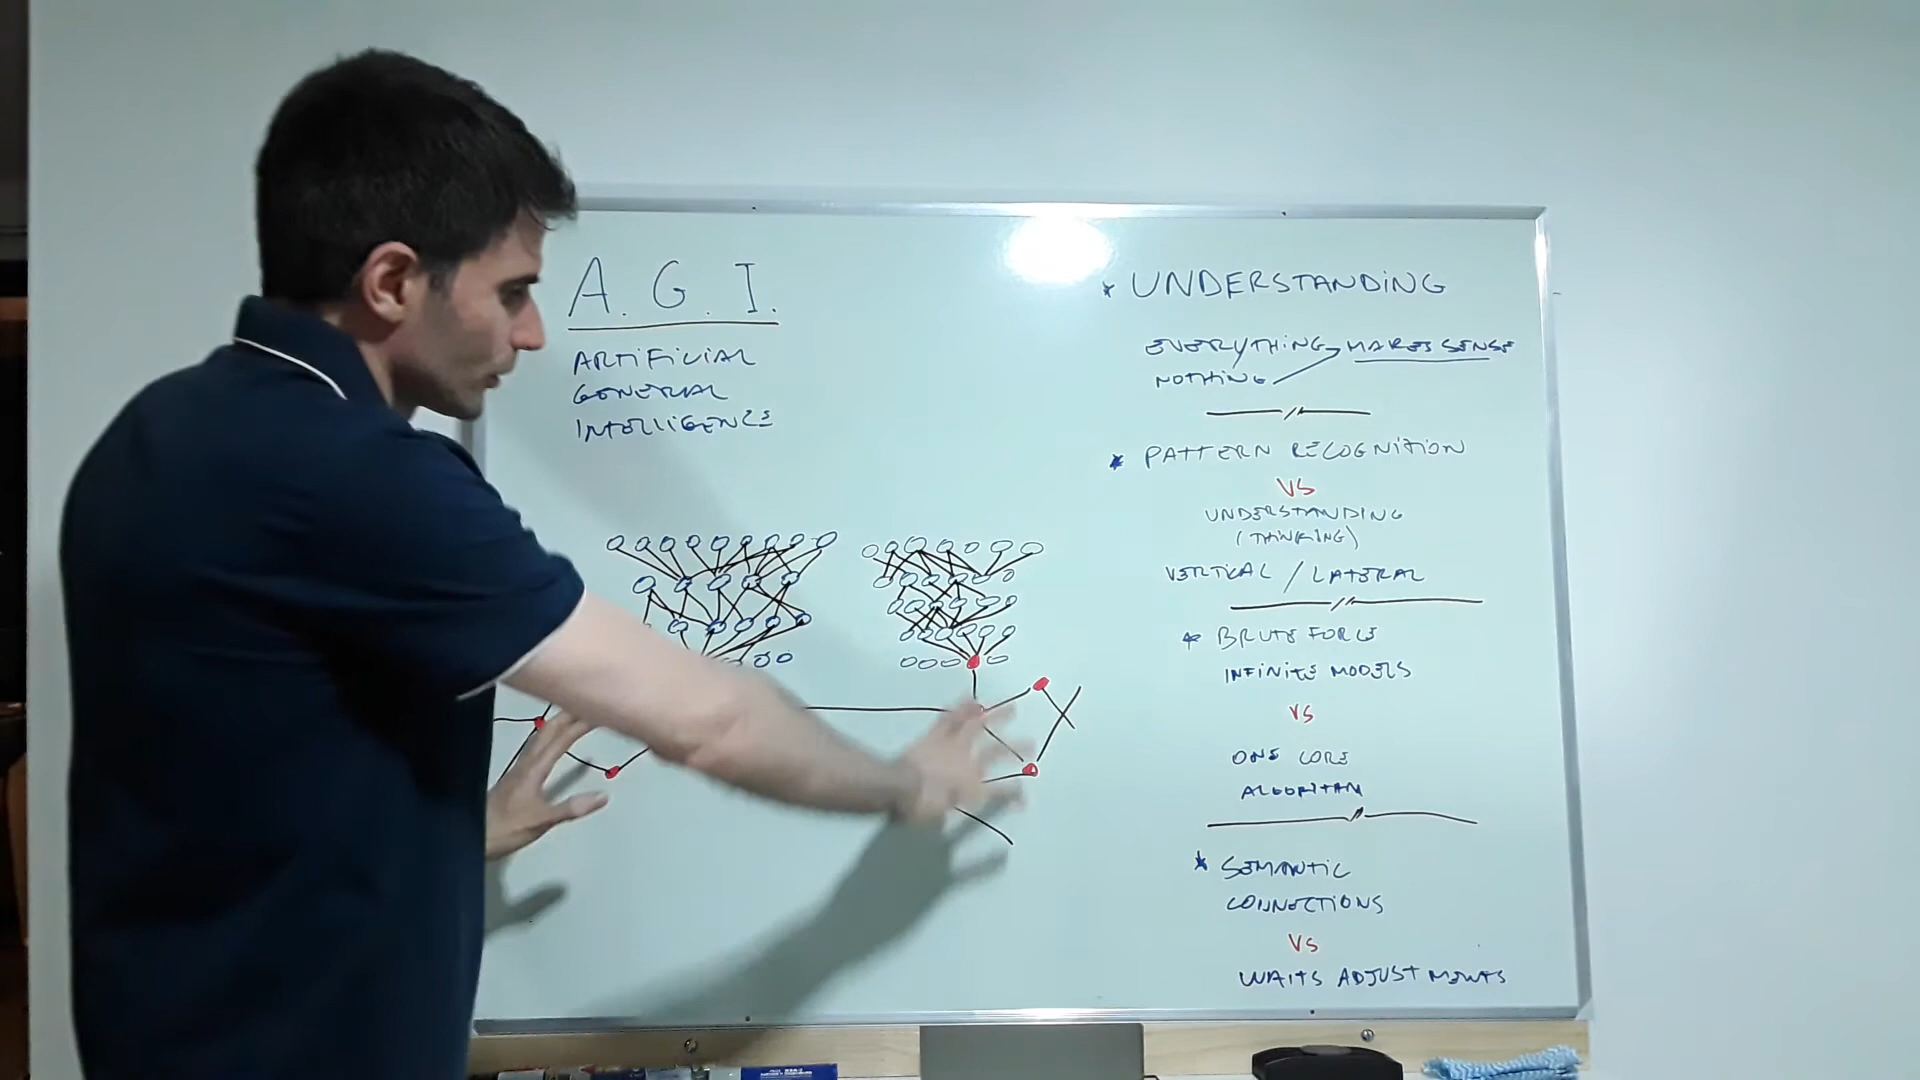 A. G. I.
ARTIFICIAL
GENERAL
INTELLIGENCE
* UNDERSTANDING
EVERYTHING MAKES SENSE
NOTHING
* PATTERN RECOGNITION
VS
UNDERSTANDING
(THINKING)
VERTICAL / LATERAL
* BRUTE FORCE
INFINITE MODELS
VS
ONE CORE
ALGORITHM
* SEMANTIC
CONNECTIONS
VS
WAITS ADJUSTMENTS